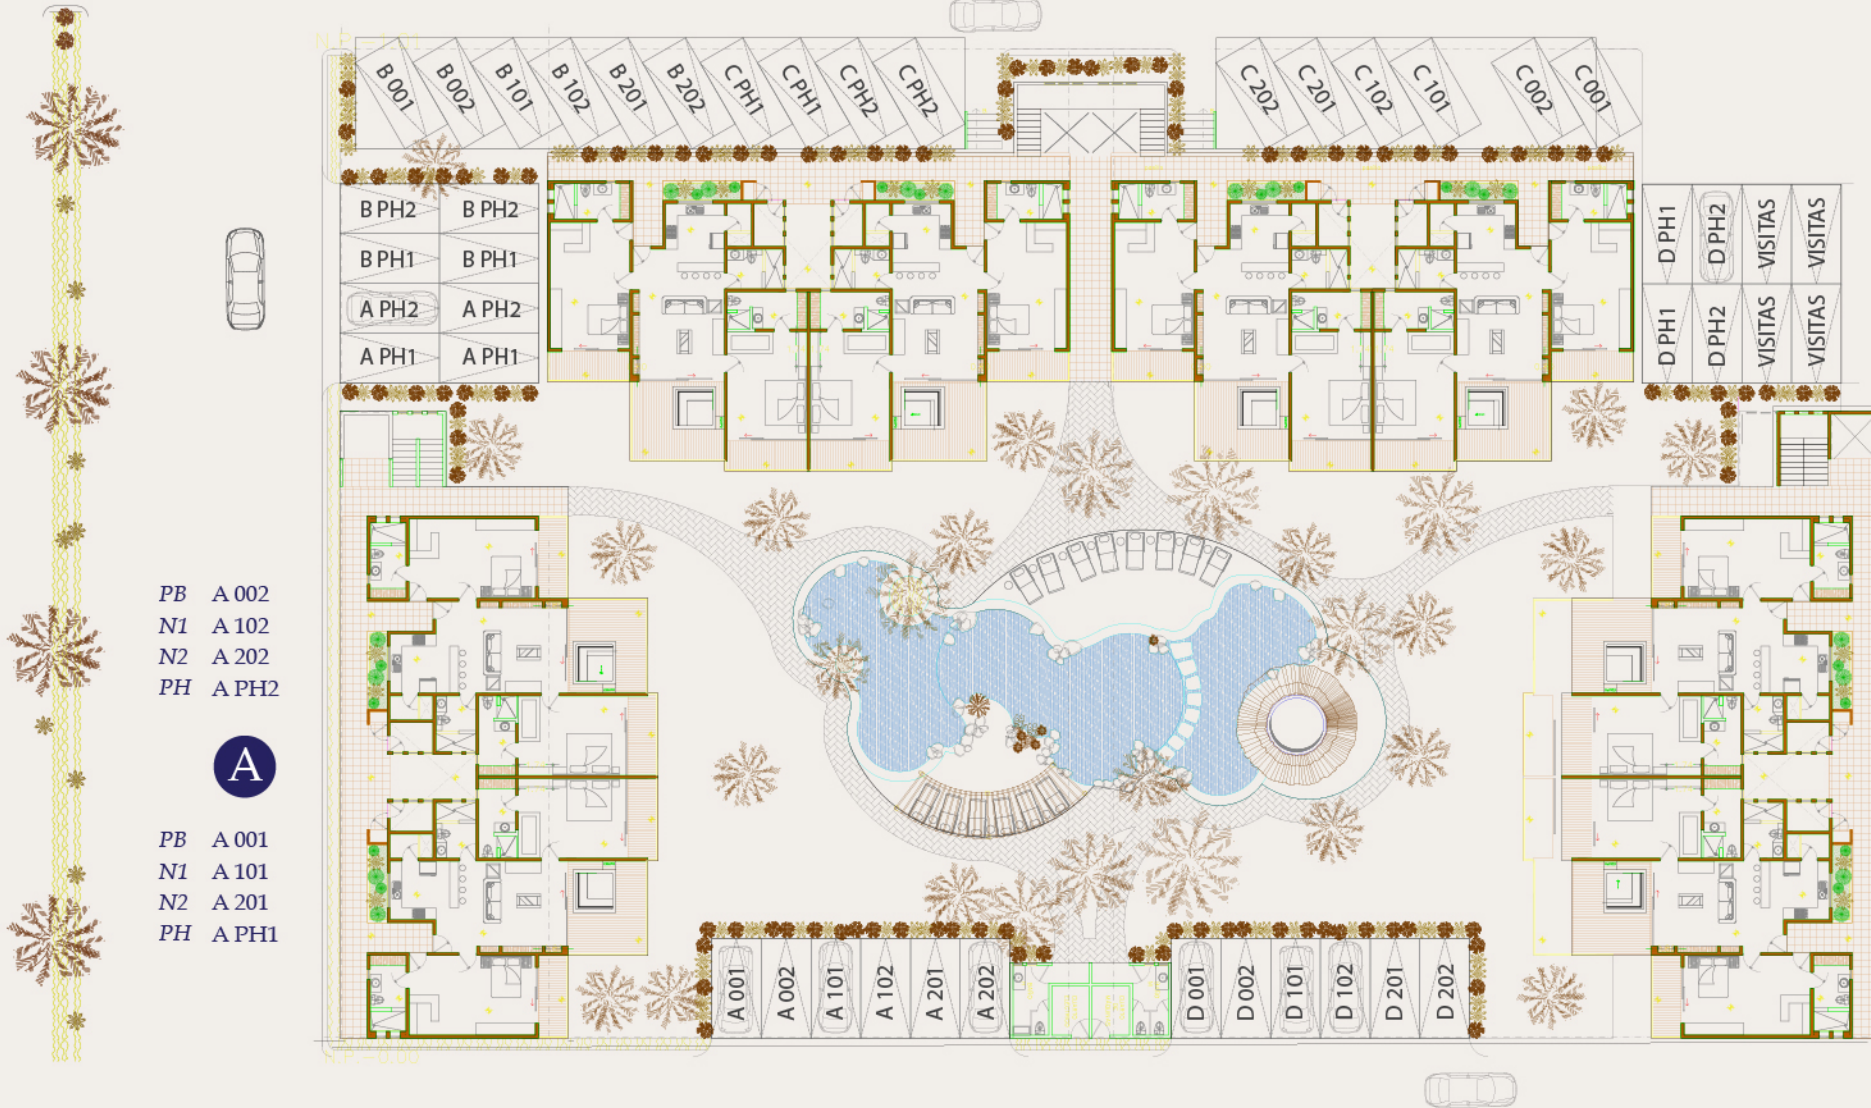 B 001
B 002
B 101
B 102
B 201
B 202
C PH1
C PH1
C PH2
C PH2
C 202
C 201
C 102
C 101
C 002
C 001
B PH2 B PH2
B PH1 B PH1
A PH2 A PH2
A PH1 A PH1
D PH1 D PH2 VISITAS VISITAS
D PH1 D PH2 VISITAS VISITAS
PB A 002
N1 A 102
N2 A 202
PH A PH2
A
PB A 001
N1 A 101
N2 A 201
PH A PH1
A 001
A 002
A 101
A 102
A 201
A 202
D 001
D 002
D 101
D 102
D 201
D 202